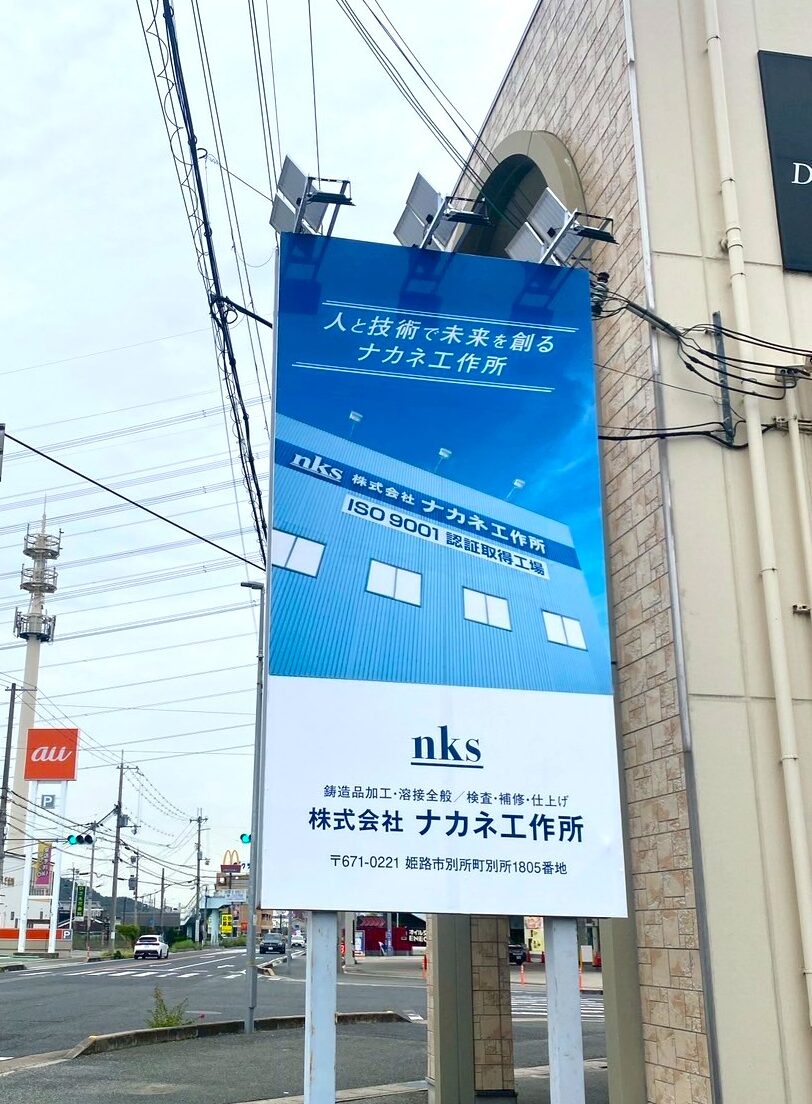 人と技術で未来を創る
ナカネ工作所
nks 株式会社 ナカネ工作所
ISO 9001 認証取得工場
nks
鋳造品加工・溶接全般／検査・補修・仕上げ
株式会社 ナカネ工作所
〒671-0221 姫路市別所町別所1805番地
au
P
D